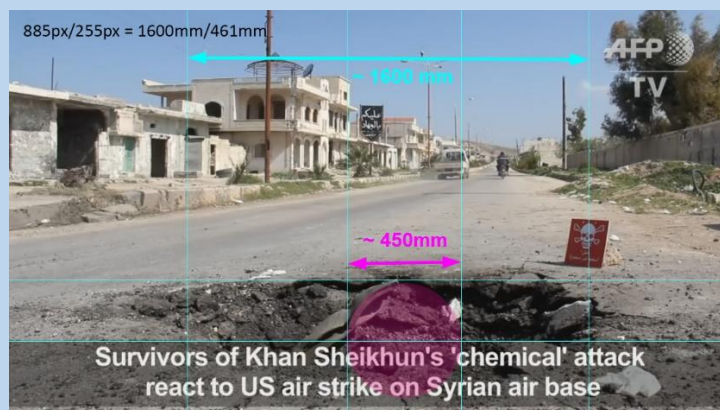 885px/255px = 1600mm/461mm
AFP
TV
~ 1600 mm
~ 450mm
Survivors of Khan Sheikhun's 'chemical' attack
react to US air strike on Syrian air base